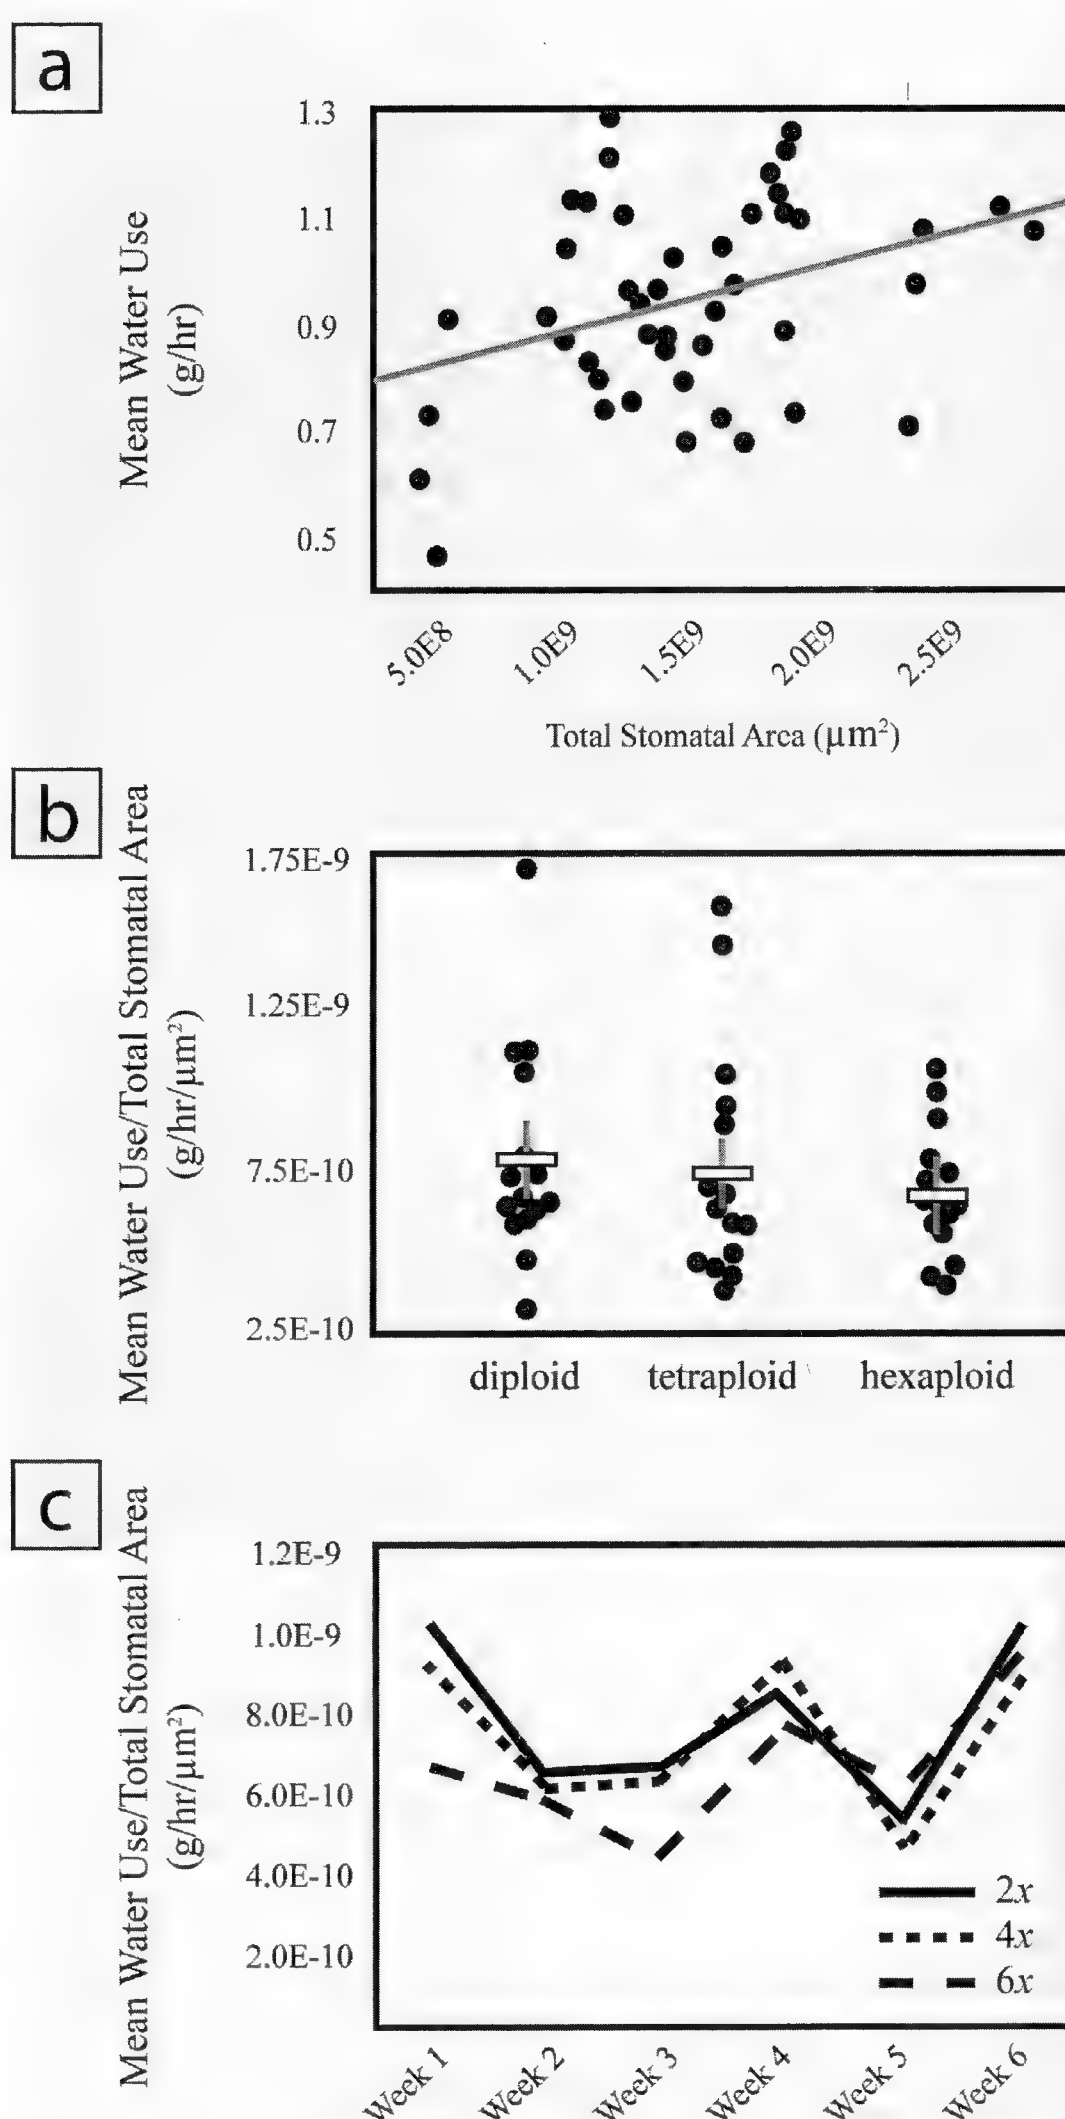 a
Mean Water Use
(g/hr)
1.3
1.1
0.9
0.7
0.5
5.0E8
1.0E9
1.5E9
2.0E9
2.5E9
Total Stomatal Area (μm²)
b
Mean Water Use/Total Stomatal Area
(g/hr/μm²)
1.75E-9
1.25E-9
7.5E-10
2.5E-10
diploid
tetraploid
hexaploid
c
Mean Water Use/Total Stomatal Area
(g/hr/μm²)
1.2E-9
1.0E-9
8.0E-10
6.0E-10
4.0E-10
2.0E-10
2x
4x
6x
Week 1
Week 2
Week 3
Week 4
Week 5
Week 6